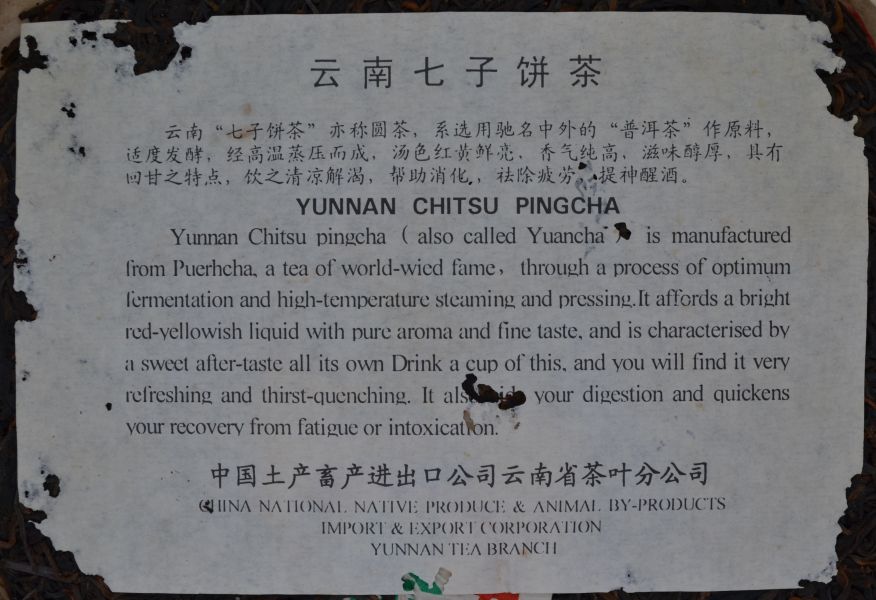 云南七子饼茶
云南“七子饼茶”亦称圆茶，系选用驰名中外的“普洱茶”作原料，
适度发酵，经高温蒸压而成，汤色红黄鲜亮，香气纯高，滋味醇厚，具有
回甘之特点，饮之清凉解渴，帮助消化，祛除疲劳，提神醒酒。
YUNNAN CHITSU PINGCHA
Yunnan Chitsu pingcha ( also called Yuancha ) is manufactured
from Puerhcha, a tea of world-wied fame, through a process of optimum
fermentation and high-temperature steaming and pressing.It affords a bright
red-yellowish liquid with pure aroma and fine taste, and is characterised by
a sweet after-taste all its own Drink a cup of this, and you will find it very
refreshing and thirst-quenching. It your digestion and quickens
your recovery from fatigue or intoxication.
中国土产畜产进出口公司云南省茶叶分公司
CHINA NATIONAL NATIVE PRODUCE & ANIMAL BY-PRODUCTS
IMPORT & EXPORT CORPORATION
YUNNAN TEA BRANCH